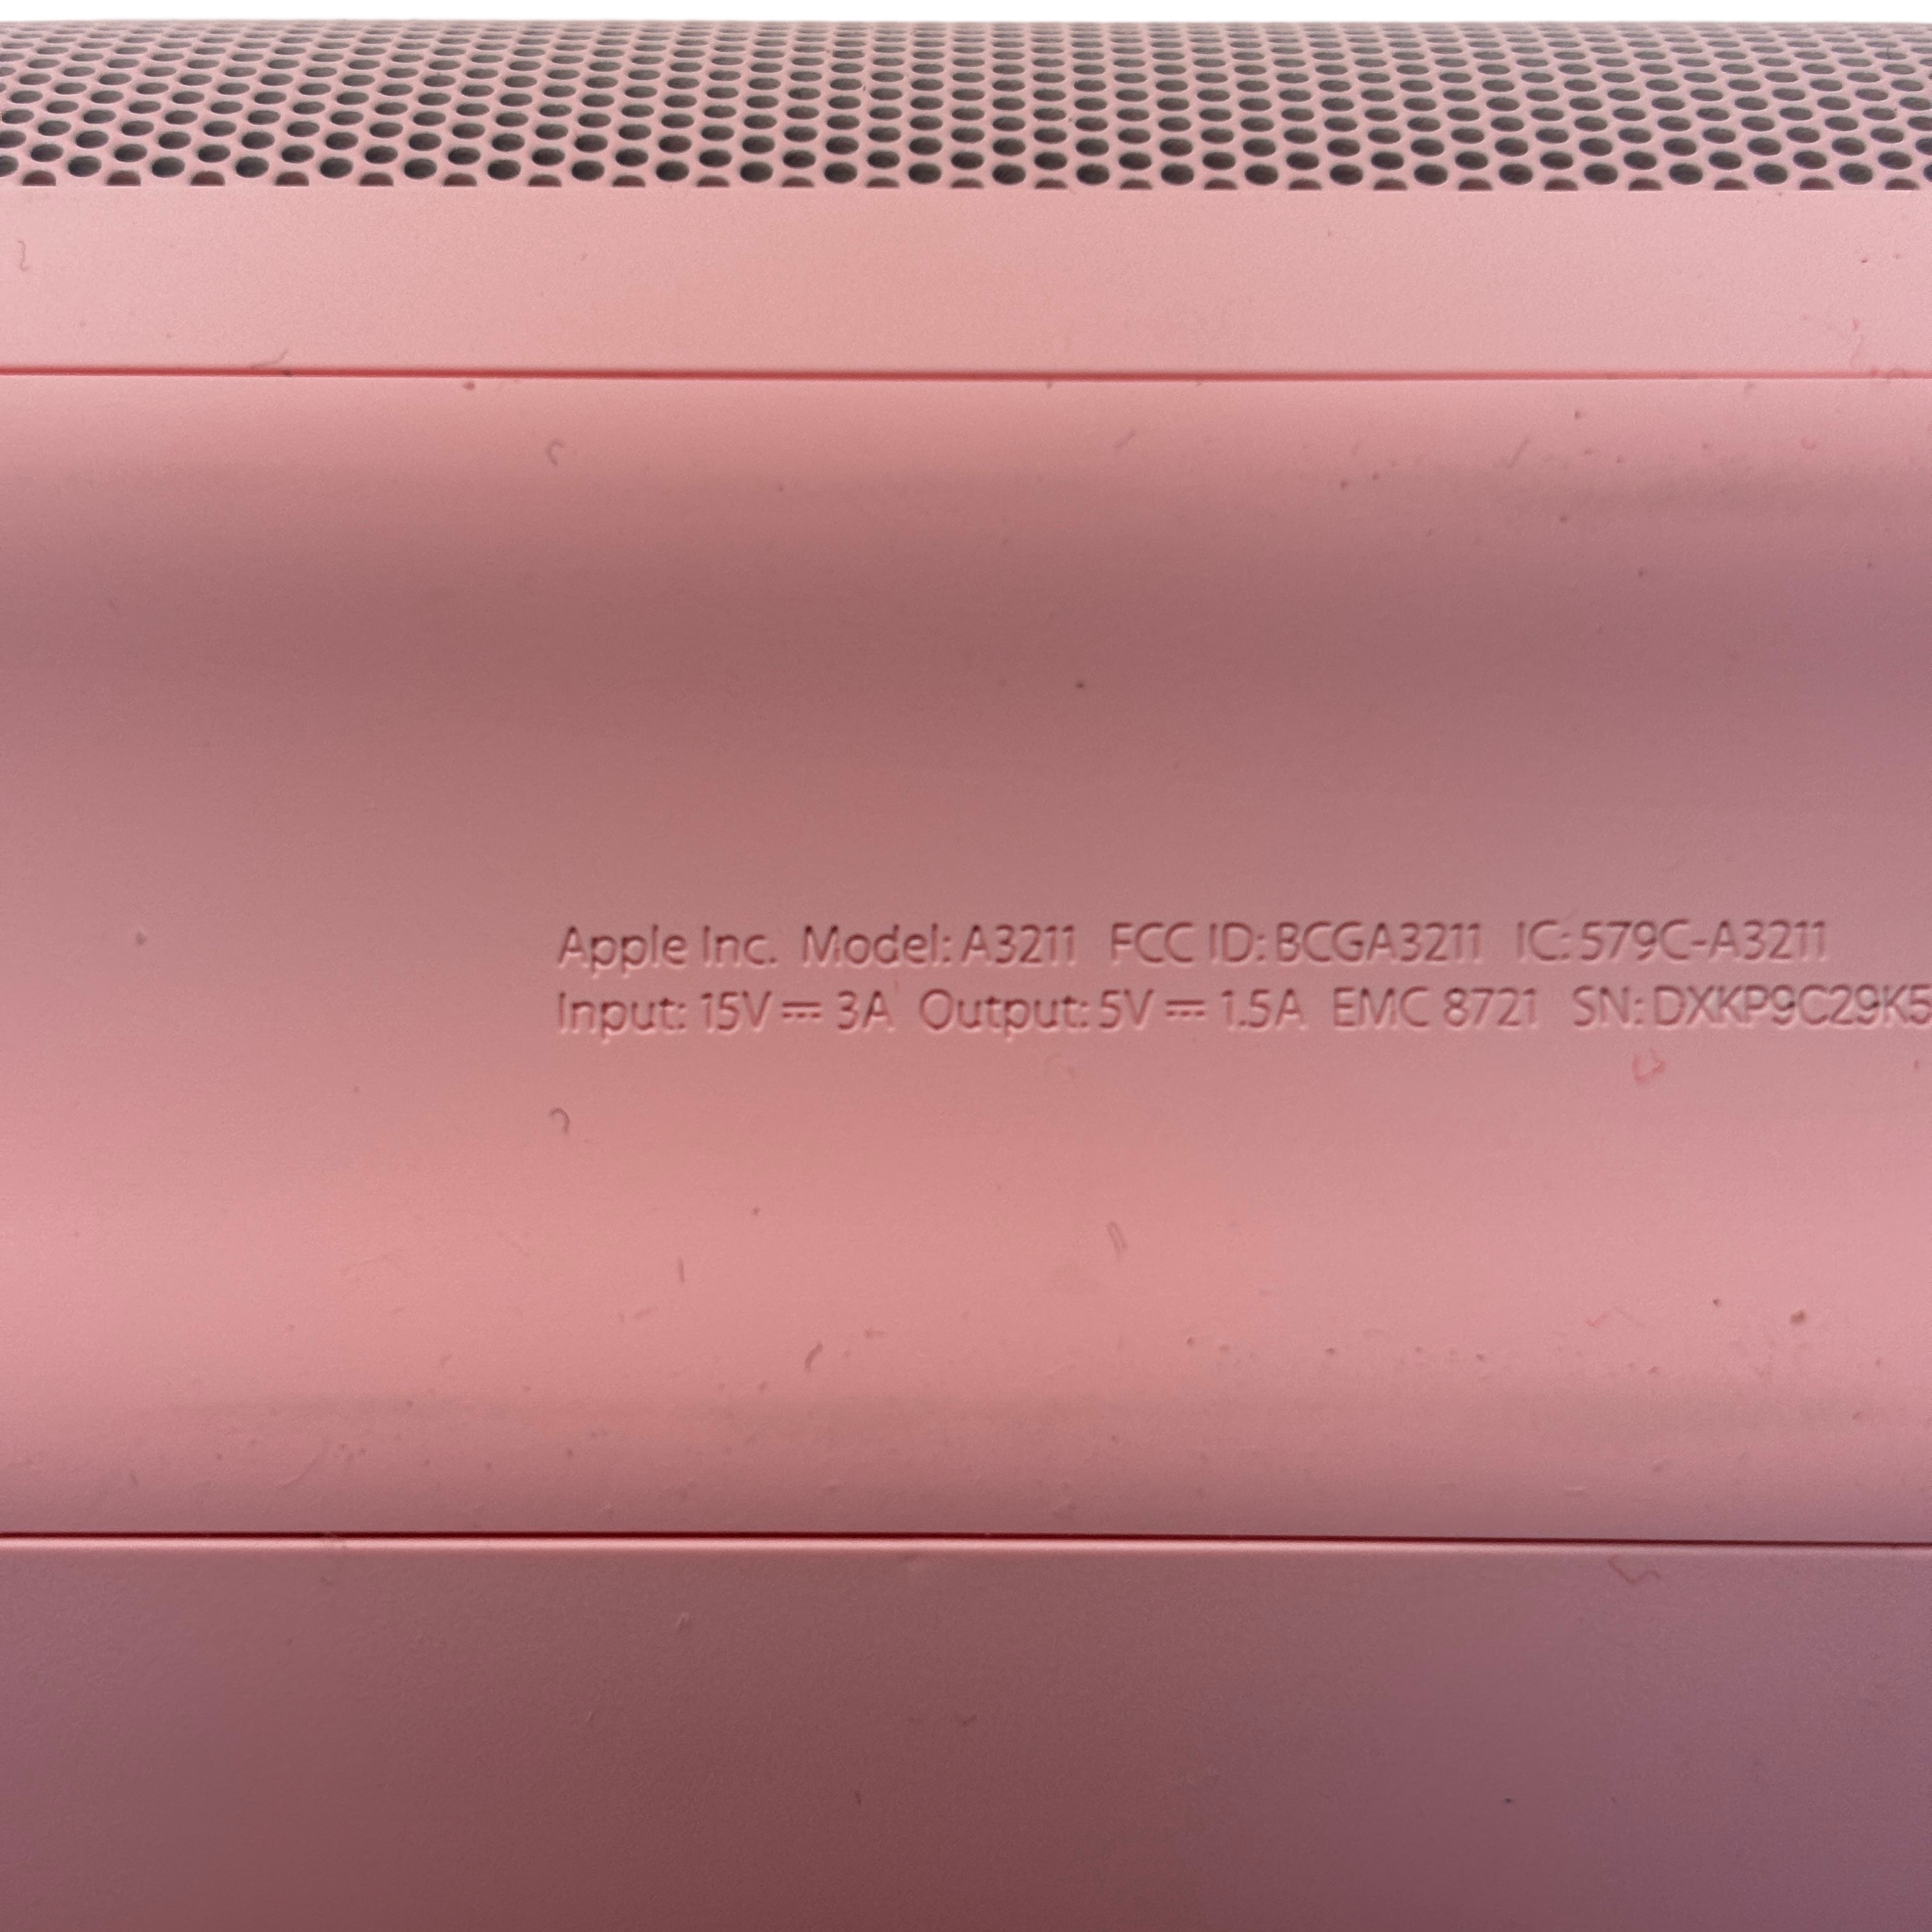 Apple Inc. Model: A3211 FCC ID: BCGA3211 IC: 579C-A3211
Input: 15V ⎓ 3A Output: 5V ⎓ 1.5A EMC 8721 SN: DXKP9C29K5